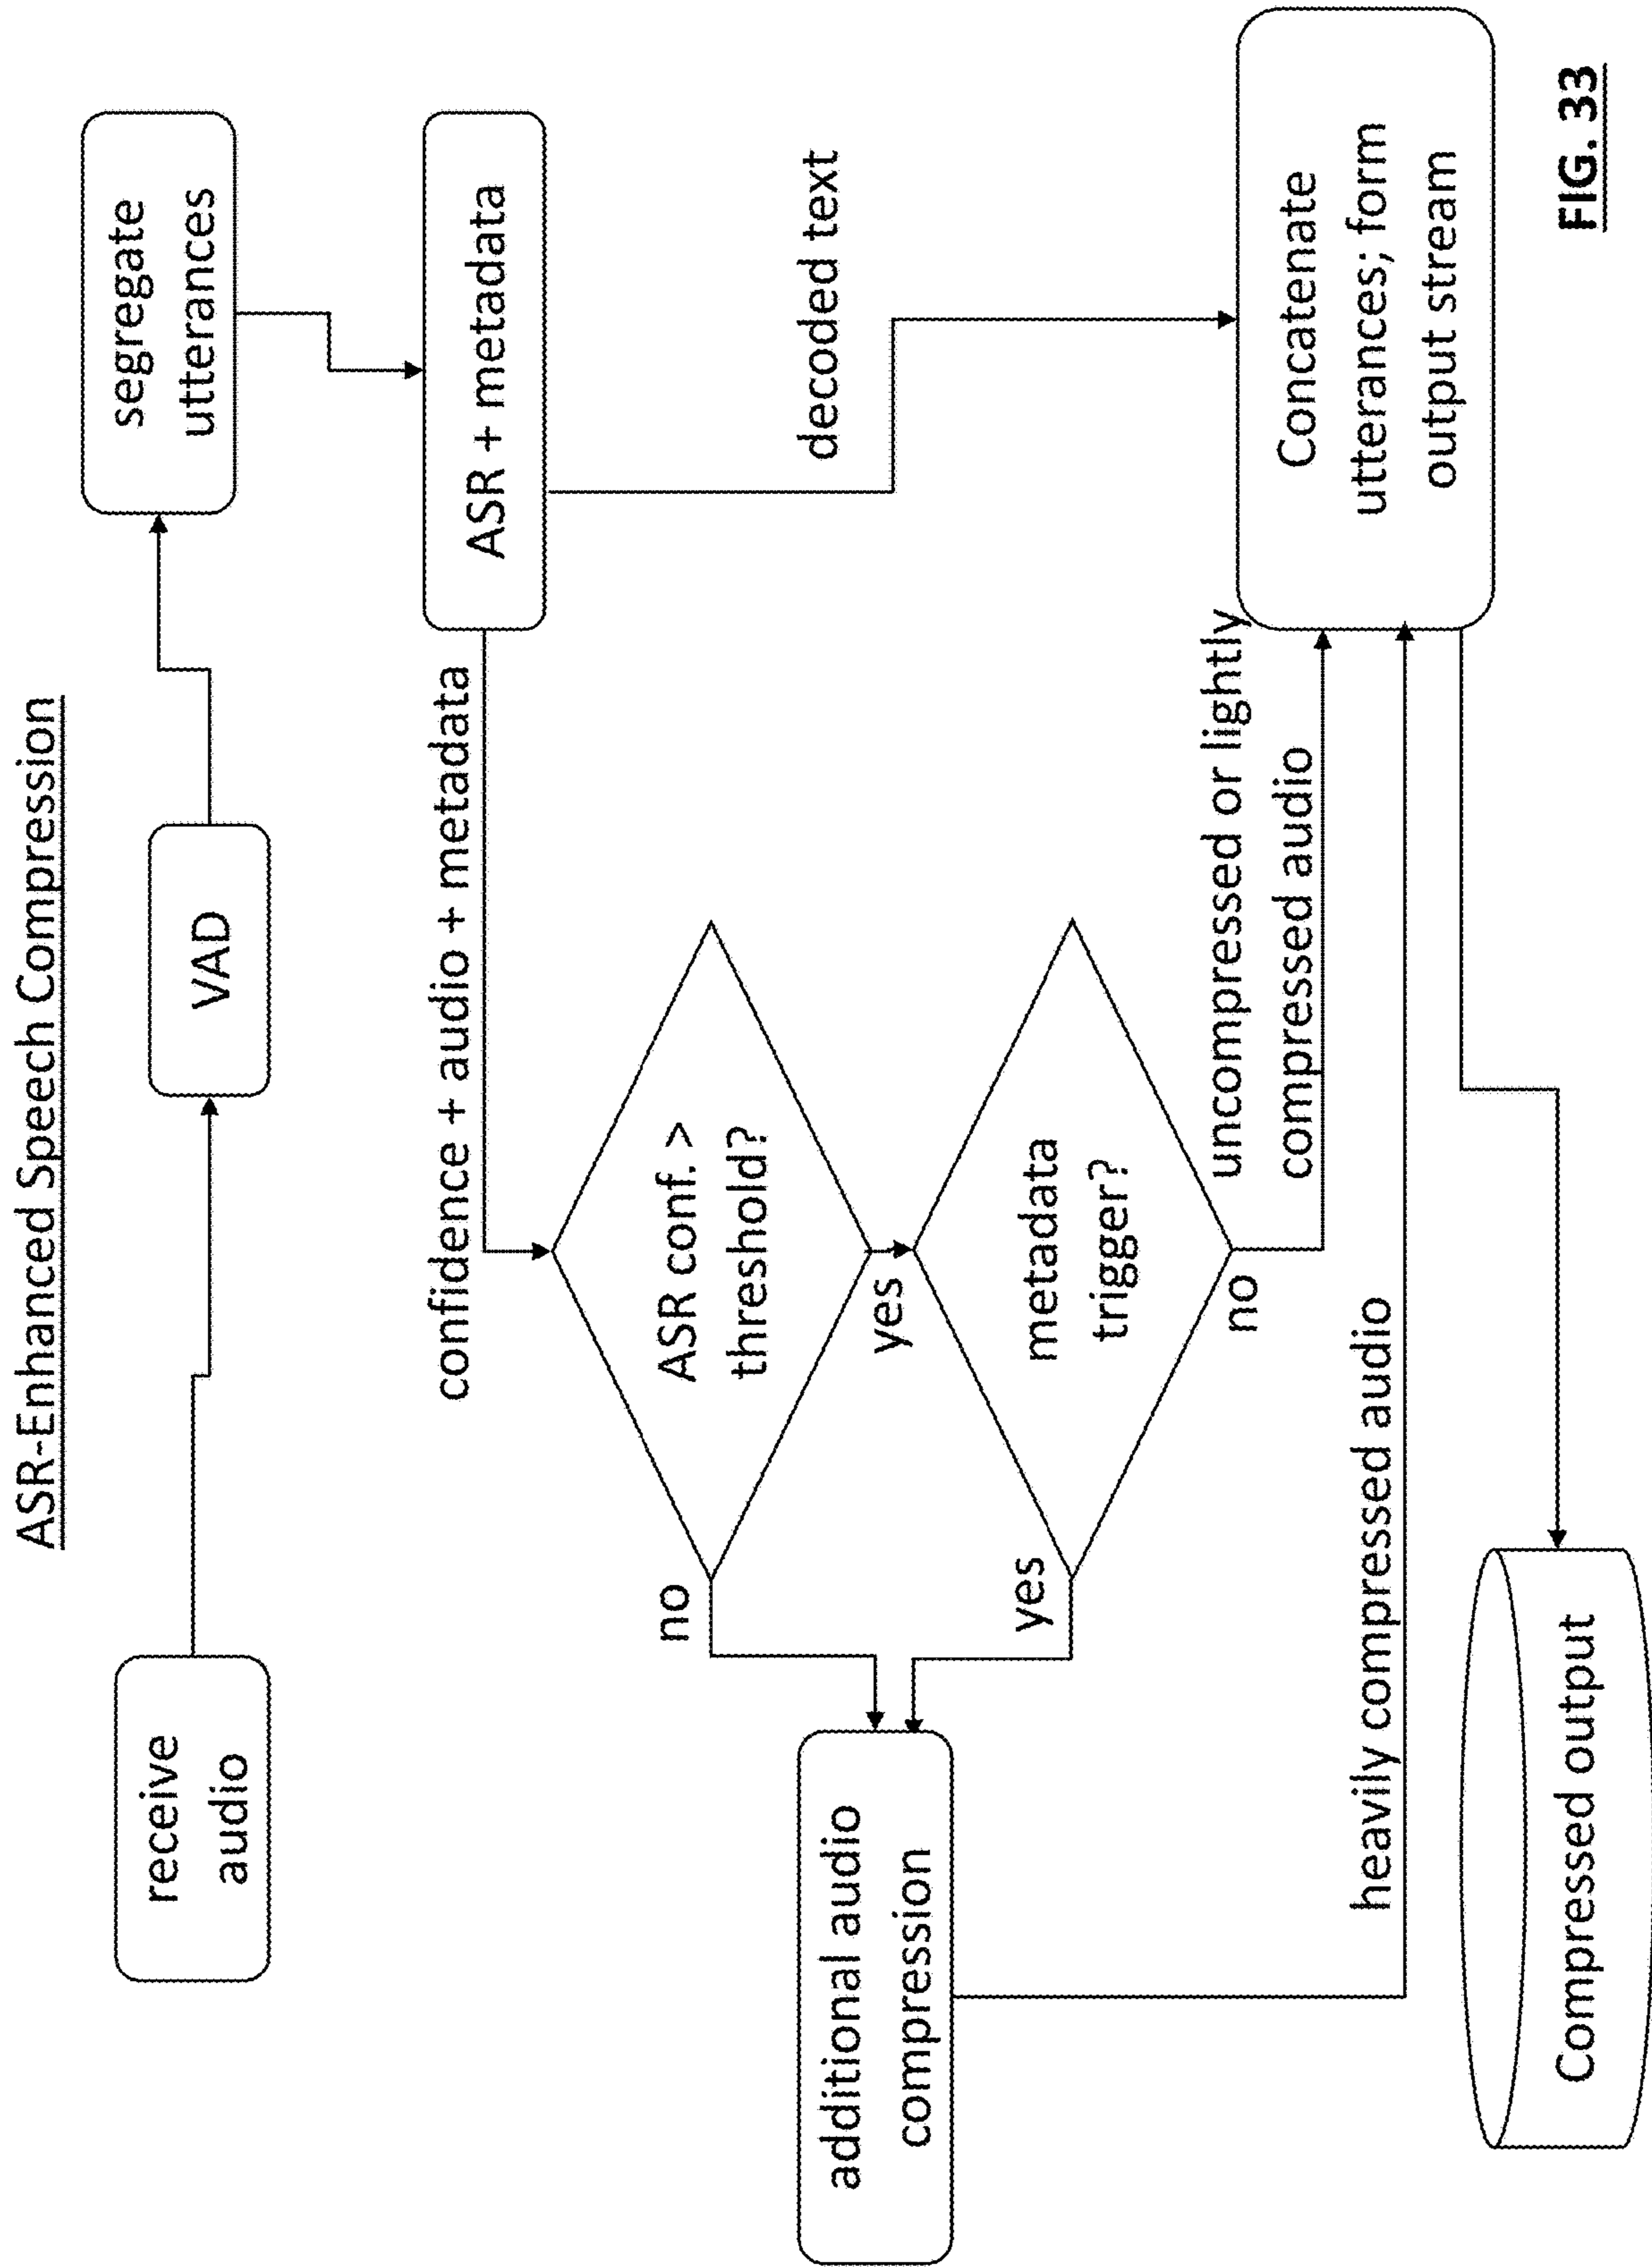 ASR-Enhanced Speech Compression
receive
audio
VAD
segregate
utterances
confidence + audio + metadata
ASR + metadata
ASR conf. >
threshold?
no
yes
decoded text
additional audio
compression
metadata
trigger?
yes
no
uncompressed or lightly
compressed audio
heavily compressed audio
Concatenate
utterances; form
output stream
Compressed output
FIG. 33